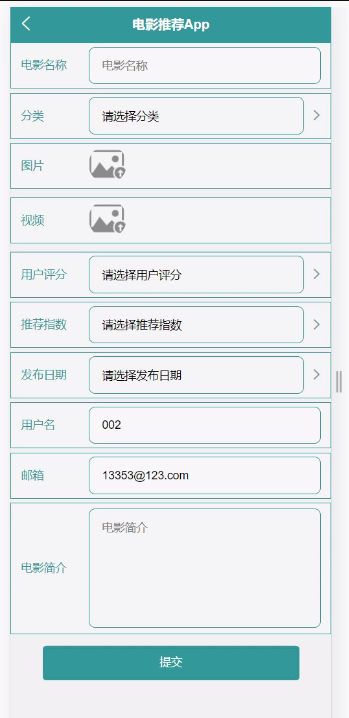 电影推荐App
电影名称 电影名称
分类 请选择分类
图片
视频
用户评分 请选择用户评分
推荐指数 请选择推荐指数
发布日期 请选择发布日期
用户名 002
邮箱 13353@123.com
电影简介
电影简介
提交